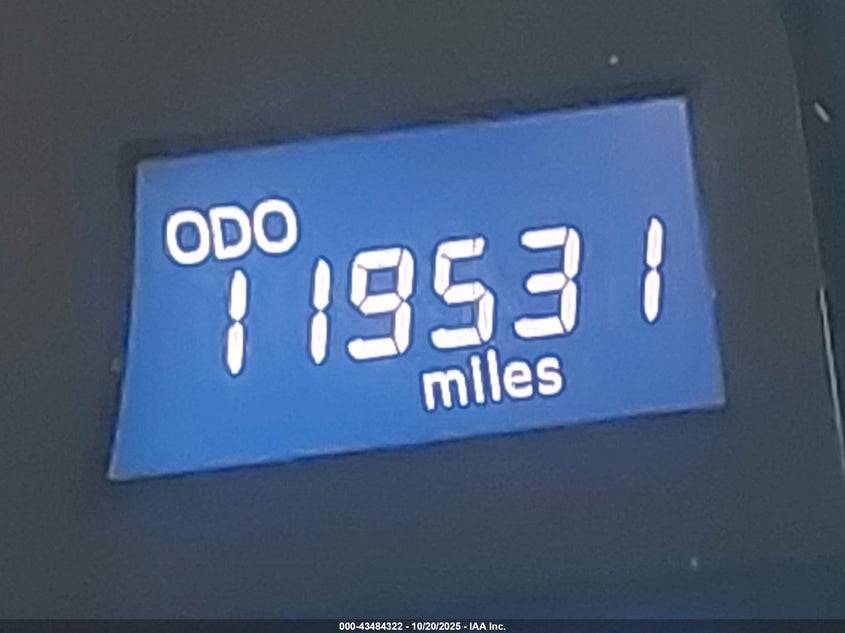 ODO
119531
miles
000-43484322 - 10/20/2025 - IAA Inc.